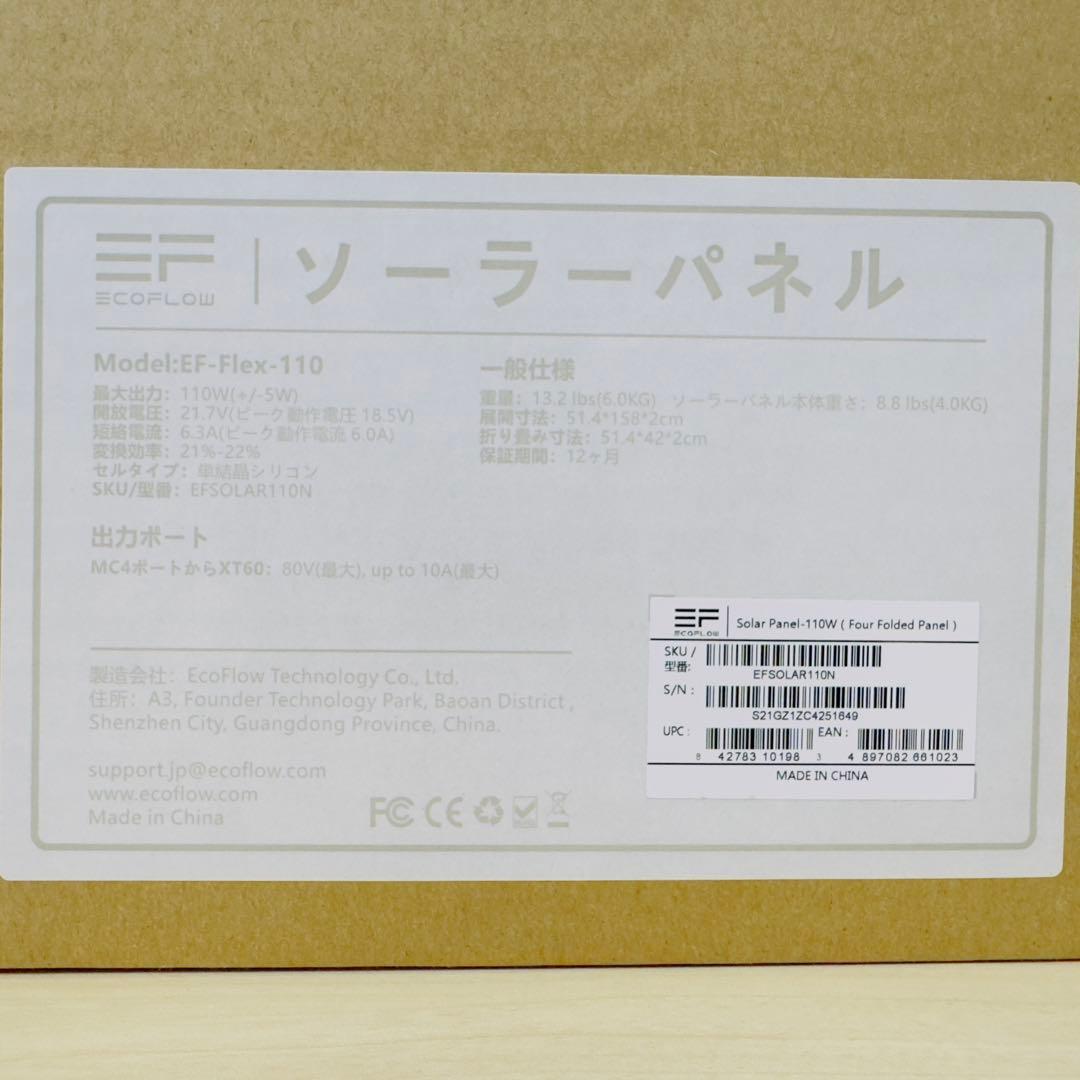 EF ECOFLOW | ソーラーパネル
Model:EF-Flex-110
最大出力：110W(+/-5W)
開放電圧：21.7V(ピーク動作電圧 18.5V)
短絡電流：6.3A(ピーク動作電流 6.0A)
変換効率：21%-22%
セルタイプ：単結晶シリコン
SKU/型番：EFSOLAR110N
一般仕様
重量：13.2 lbs(6.0KG) ソーラーパネル本体重さ；8.8 lbs(4.0KG)
展開寸法：51.4*158*2cm
折り畳み寸法：51.4*42*2cm
保証期間：12ヶ月
出力ポート
MC4ポートからXT60：80V(最大), up to 10A(最大)
製造会社：EcoFlow Technology Co., Ltd.
住所：A3, Founder Technology Park, Baoan District ,
Shenzhen City, Guangdong Province, China.
support.jp@ecoflow.com
www.ecoflow.com
Made in China
FC CE
EF ECOFLOW | Solar Panel-110W ( Four Folded Panel )
SKU /
型番:
EFSOLAR110N
S/N :
S21GZ1ZC4251649
UPC : 8 42783 10198 3
EAN : 4 897082 661023
MADE IN CHINA